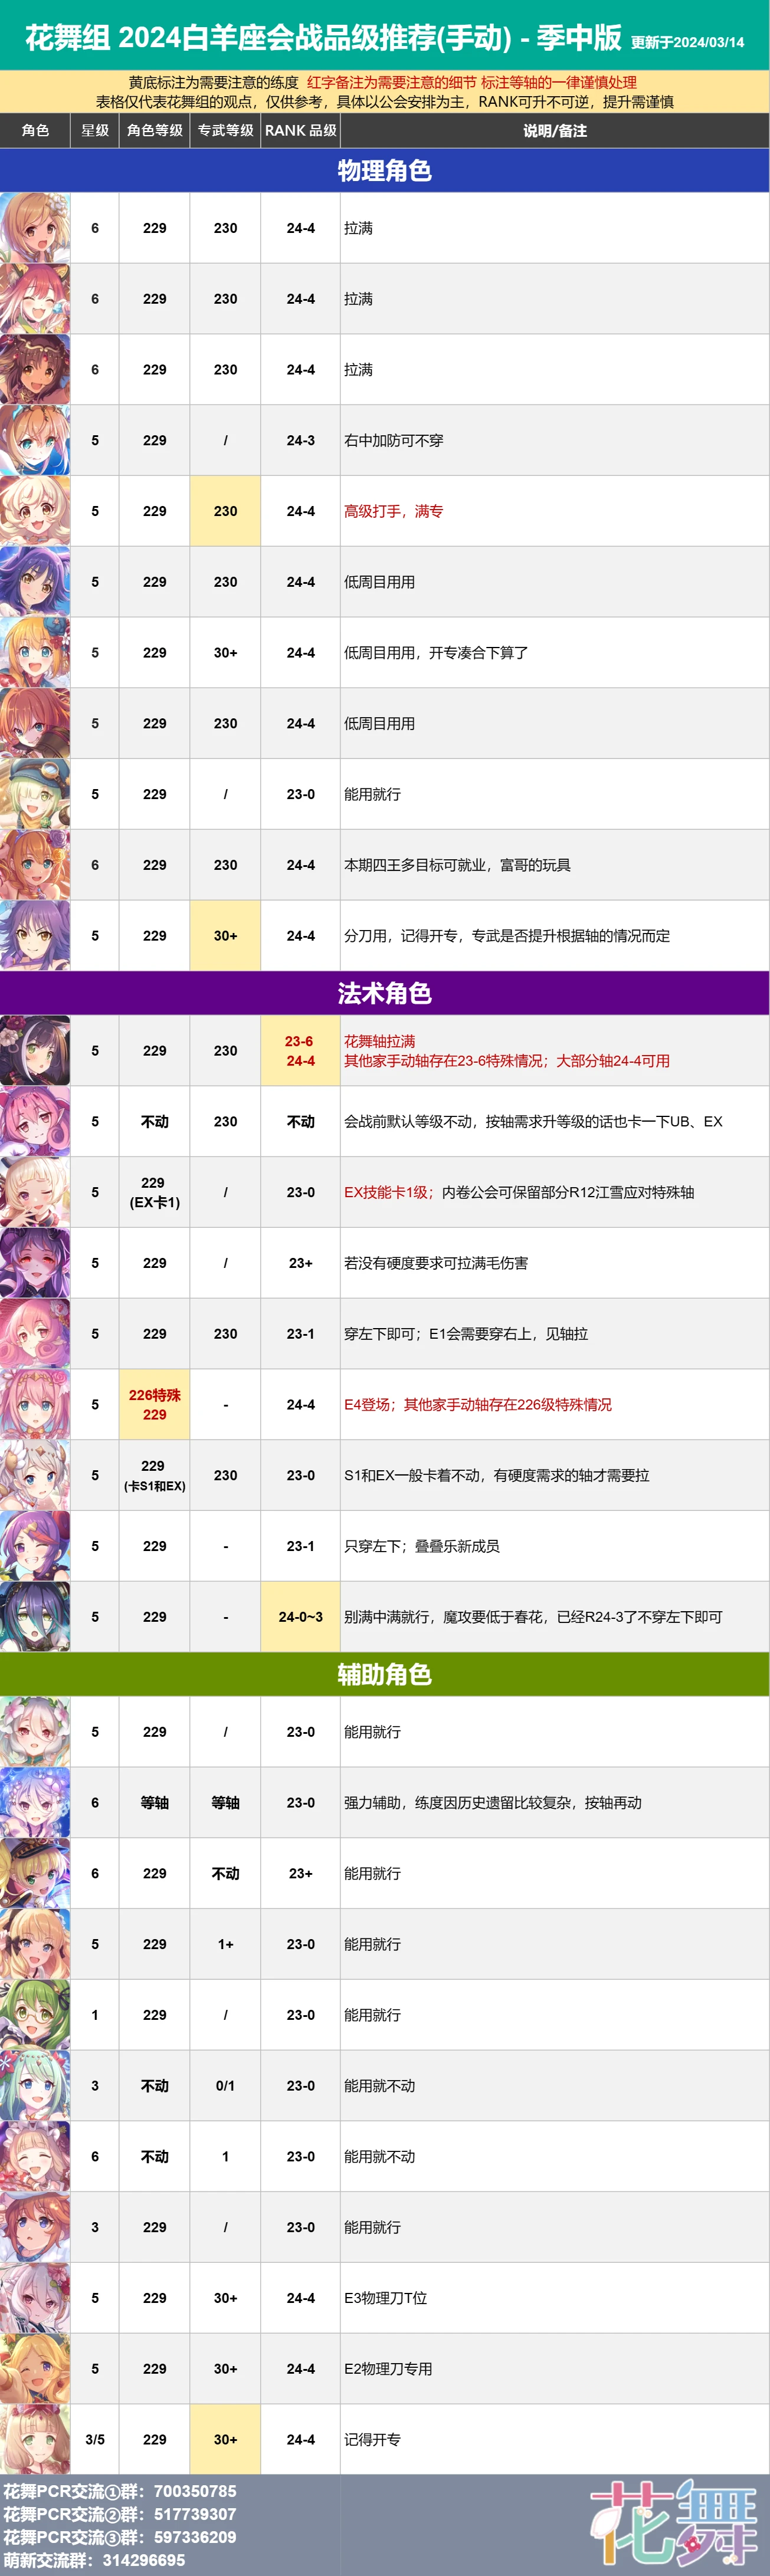 花舞组 2024白羊座会战品级推荐(手动) - 季中版 更新于2024/03/14
黄底标注为需要注意的练度 红字备注为需要注意的细节 标注等轴的一律谨慎处理
表格仅代表花舞组的观点，仅供参考，具体以公会安排为主，RANK可升不可逆，提升需谨慎
角色 星级 角色等级 专武等级 RANK 品级 说明/备注
物理角色
6 229 230 24-4 拉满
6 229 230 24-4 拉满
6 229 230 24-4 拉满
5 229 / 24-3 右中加防可不穿
5 229 230 24-4 高级打手，满专
5 229 230 24-4 低周目用用
5 229 30+ 24-4 低周目用用，开专凑合下算了
5 229 230 24-4 低周目用用
5 229 / 23-0 能用就行
6 229 230 24-4 本期四王多目标可就业，富哥的玩具
5 229 30+ 24-4 分刀用，记得开专，专武是否提升根据轴的情况而定
法术角色
5 229 230 23-6 花舞轴拉满
24-4 其他家手动轴存在23-6特殊情况；大部分轴24-4可用
5 不动 230 不动 会战前默认等级不动，按轴需求升等级的话也卡一下UB、EX
5 229 / 23-0 EX技能卡1级；内卷公会可保留部分R12江雪应对特殊轴
(EX卡1)
5 229 / 23+ 若没有硬度要求可拉满毛伤害
5 229 230 23-1 穿左下即可；E1会需要穿右上，见轴拉
5 226特殊 - 24-4 E4登场；其他家手动轴存在226级特殊情况
229
5 229 230 23-0 S1和EX一般卡着不动，有硬度需求的轴才需要拉
(卡S1和EX)
5 229 - 23-1 只穿左下；叠叠乐新成员
5 229 - 24-0~3 别满中满就行，魔攻要低于春花，已经R24-3了不穿左下即可
辅助角色
5 229 / 23-0 能用就行
6 等轴 等轴 23-0 强力辅助，练度因历史遗留比较复杂，按轴再动
6 229 不动 23+ 能用就行
5 229 1+ 23-0 能用就行
1 229 / 23-0 能用就行
3 不动 0/1 23-0 能用就不动
6 不动 1 23-0 能用就不动
3 229 / 23-0 能用就行
5 229 30+ 24-4 E3物理刀T位
5 229 30+ 24-4 E2物理刀专用
3/5 229 30+ 24-4 记得开专
花舞PCR交流①群：700350785
花舞PCR交流②群：517739307
花舞PCR交流③群：597336209
萌新交流群：314296695
花舞